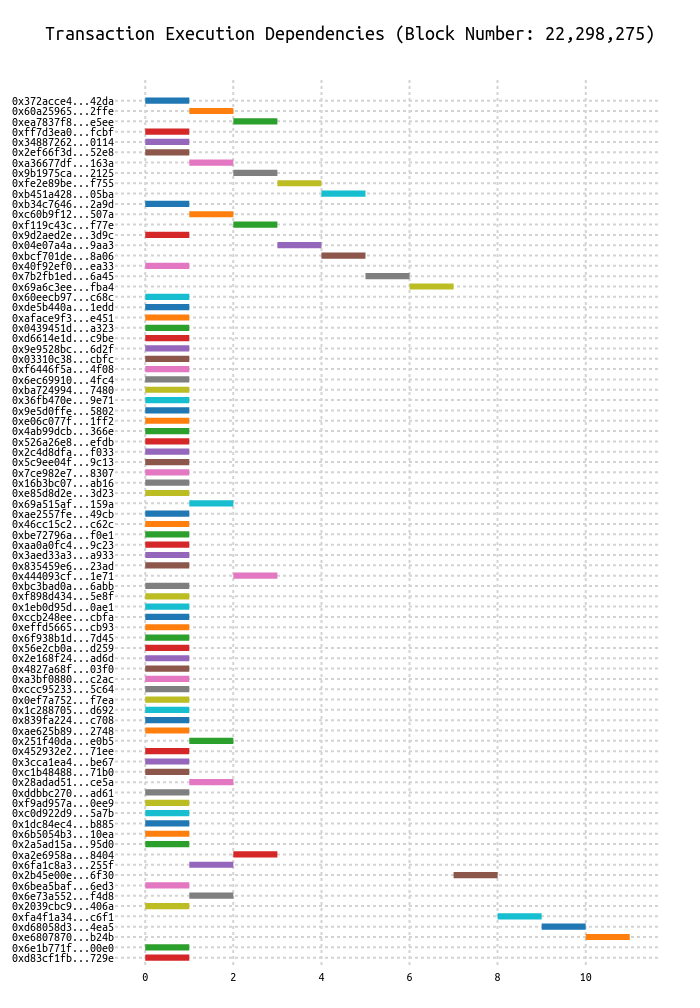 Transaction Execution Dependencies (Block Number: 22,298,275)
0x372acce4...42da
0x60a25965...2ffe
0xea7837f8...e5ee
0xff7d3ea0...fcbf
0x34887262...0114
0x2ef66f3d...52e8
0xa36677df...163a
0x9b1975ca...2125
0xfe2e89be...f755
0xb451a428...05ba
0xb34c7646...2a9d
0xc60b9f12...507a
0xf119c43c...f77e
0x9d2aed2e...3d9c
0x04e07a4a...9aa3
0xbcf701de...8a06
0x40f92ef0...ea33
0x7b2fb1ed...6a45
0x69a6c3ee...fba4
0x60eecb97...c68c
0xde5b440a...1edd
0xaface9f3...e451
0x0439451d...a323
0xd6614e1d...c9be
0x9e9528bc...6d2f
0x03310c38...cbfc
0xf6446f5a...4f08
0x6ec69910...4fc4
0xba724994...7480
0x36fb470e...9e71
0x9e5d0ffe...5802
0xe06c077f...1ff2
0x4ab99dcb...366e
0x526a26e8...efdb
0x2c4d8dfa...f033
0x5c9ee04f...9c13
0x7ce982e7...8307
0x16b3bc07...ab16
0xe85d8d2e...3d23
0x69a515af...159a
0xae2557fe...49cb
0x46cc15c2...c62c
0xbe72796a...f0e1
0xaa0a0fc4...9c23
0x3aed33a3...a933
0x835459e6...23ad
0x444093cf...1e71
0xbc3bad0a...6abb
0xf898d434...5e8f
0x1eb0d95d...0ae1
0xccb248ee...cbfa
0xeffd5665...cb93
0x6f938b1d...7d45
0x56e2cb0a...d259
0x2e168f24...ad6d
0x4827a68f...03f0
0xa3bf0880...c2ac
0xccc95233...5c64
0x0ef7a752...f7ea
0x1c288705...d692
0x839fa224...c708
0xae625b89...2748
0x251f40da...e0b5
0x452932e2...71ee
0x3cca1ea4...be67
0xc1b48488...71b0
0x28adad51...ce5a
0xddbbc270...ad61
0xf9ad957a...0ee9
0xc0d922d9...5a7b
0x1dc84ec4...b885
0x6b5054b3...10ea
0x2a5ad15a...95d0
0xa2e6958a...8404
0x6fa1c8a3...255f
0x2b45e00e...6f30
0x6bea5baf...6ed3
0x6e73a552...f4d8
0x2039cbc9...406a
0xfa4f1a34...c6f1
0xd68058d3...4ea5
0xe6807870...b24b
0x6e1b771f...00e0
0xd83cf1fb...729e
0 2 4 6 8 10